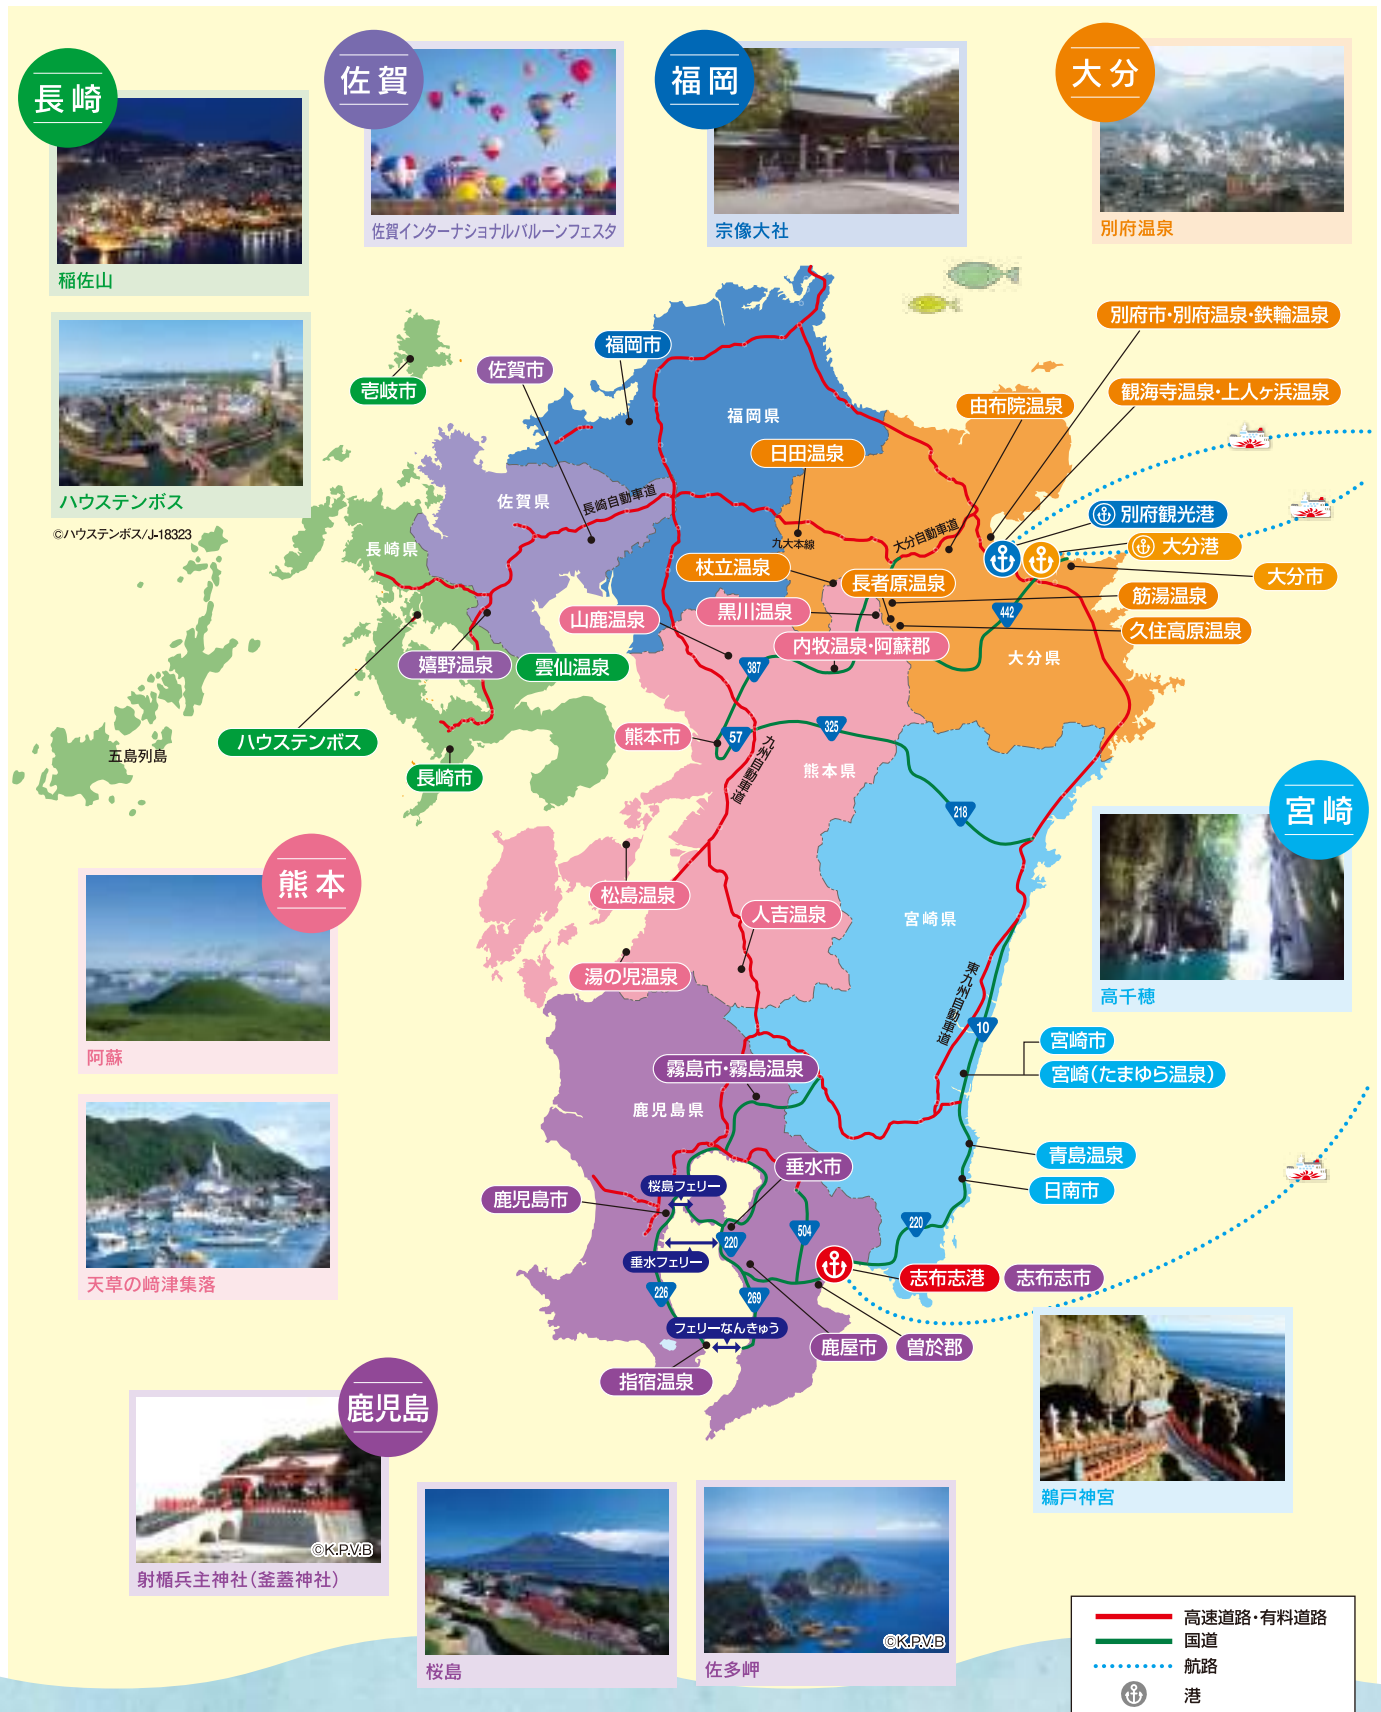 長崎
稲佐山
佐賀
佐賀インターナショナルバルーンフェスタ
福岡
宗像大社
大分
別府温泉
ハウステンボス
©ハウステンボス/J-18323
壱岐市
佐賀市
福岡市
福岡県
日田温泉
由布院温泉
別府市・別府温泉・鉄輪温泉
観海寺温泉・上人ヶ浜温泉
佐賀県
長崎自動車道
九大本線
大分自動車道
別府観光港
大分港
大分市
長崎県
杖立温泉
長者原温泉
筋湯温泉
山鹿温泉
黒川温泉
442
久住高原温泉
内牧温泉・阿蘇郡
大分県
嬉野温泉
雲仙温泉
387
ハウステンボス
熊本市
57
325
五島列島
長崎市
九州自動車道
熊本県
218
宮崎
高千穂
熊本
阿蘇
松島温泉
人吉温泉
宮崎県
湯の児温泉
東九州自動車道
10
宮崎市
宮崎(たまゆら温泉)
霧島市・霧島温泉
鹿児島県
天草の﨑津集落
青島温泉
日南市
垂水市
桜島フェリー
鹿児島市
504
220
220
垂水フェリー
志布志港
志布志市
226
269
フェリーなんきゅう
鹿屋市
曽於郡
指宿温泉
鵜戸神宮
鹿児島
©K.P.V.B
射楯兵主神社(釜蓋神社)
桜島
©K.P.V.B
佐多岬
高速道路・有料道路
国道
航路
港